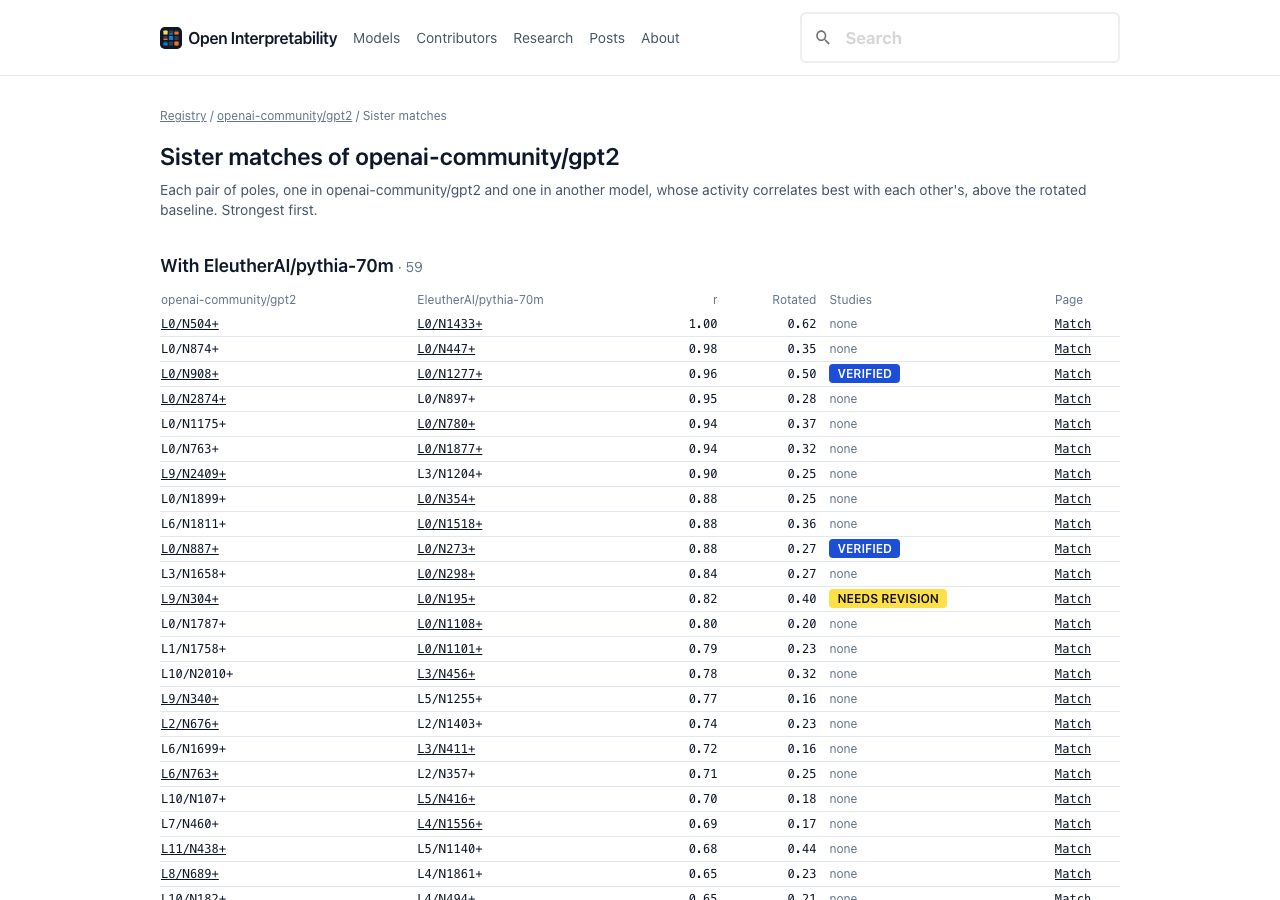 Open Interpretability Models Contributors Research Posts About Search
Registry / openai-community/gpt2 / Sister matches
Sister matches of openai-community/gpt2
Each pair of poles, one in openai-community/gpt2 and one in another model, whose activity correlates best with each other's, above the rotated
baseline. Strongest first.
With EleutherAI/pythia-70m · 59
openai-community/gpt2 EleutherAI/pythia-70m r Rotated Studies Page
L0/N504+ L0/N1433+ 1.00 0.62 none Match
L0/N874+ L0/N447+ 0.98 0.35 none Match
L0/N908+ L0/N1277+ 0.96 0.50 VERIFIED Match
L0/N2874+ L0/N897+ 0.95 0.28 none Match
L0/N1175+ L0/N780+ 0.94 0.37 none Match
L0/N763+ L0/N1877+ 0.94 0.32 none Match
L9/N2409+ L3/N1204+ 0.90 0.25 none Match
L0/N1899+ L0/N354+ 0.88 0.25 none Match
L6/N1811+ L0/N1518+ 0.88 0.36 none Match
L0/N887+ L0/N273+ 0.88 0.27 VERIFIED Match
L3/N1658+ L0/N298+ 0.84 0.27 none Match
L9/N304+ L0/N195+ 0.82 0.40 NEEDS REVISION Match
L0/N1787+ L0/N1108+ 0.80 0.20 none Match
L1/N1758+ L0/N1101+ 0.79 0.23 none Match
L10/N2010+ L3/N456+ 0.78 0.32 none Match
L9/N340+ L5/N1255+ 0.77 0.16 none Match
L2/N676+ L2/N1403+ 0.74 0.23 none Match
L6/N1699+ L3/N411+ 0.72 0.16 none Match
L6/N763+ L2/N357+ 0.71 0.25 none Match
L10/N107+ L5/N416+ 0.70 0.18 none Match
L7/N460+ L4/N1556+ 0.69 0.17 none Match
L11/N438+ L5/N1140+ 0.68 0.44 none Match
L8/N689+ L4/N1861+ 0.65 0.23 none Match
L10/N182+ L4/N494+ 0.65 0.21 none Match